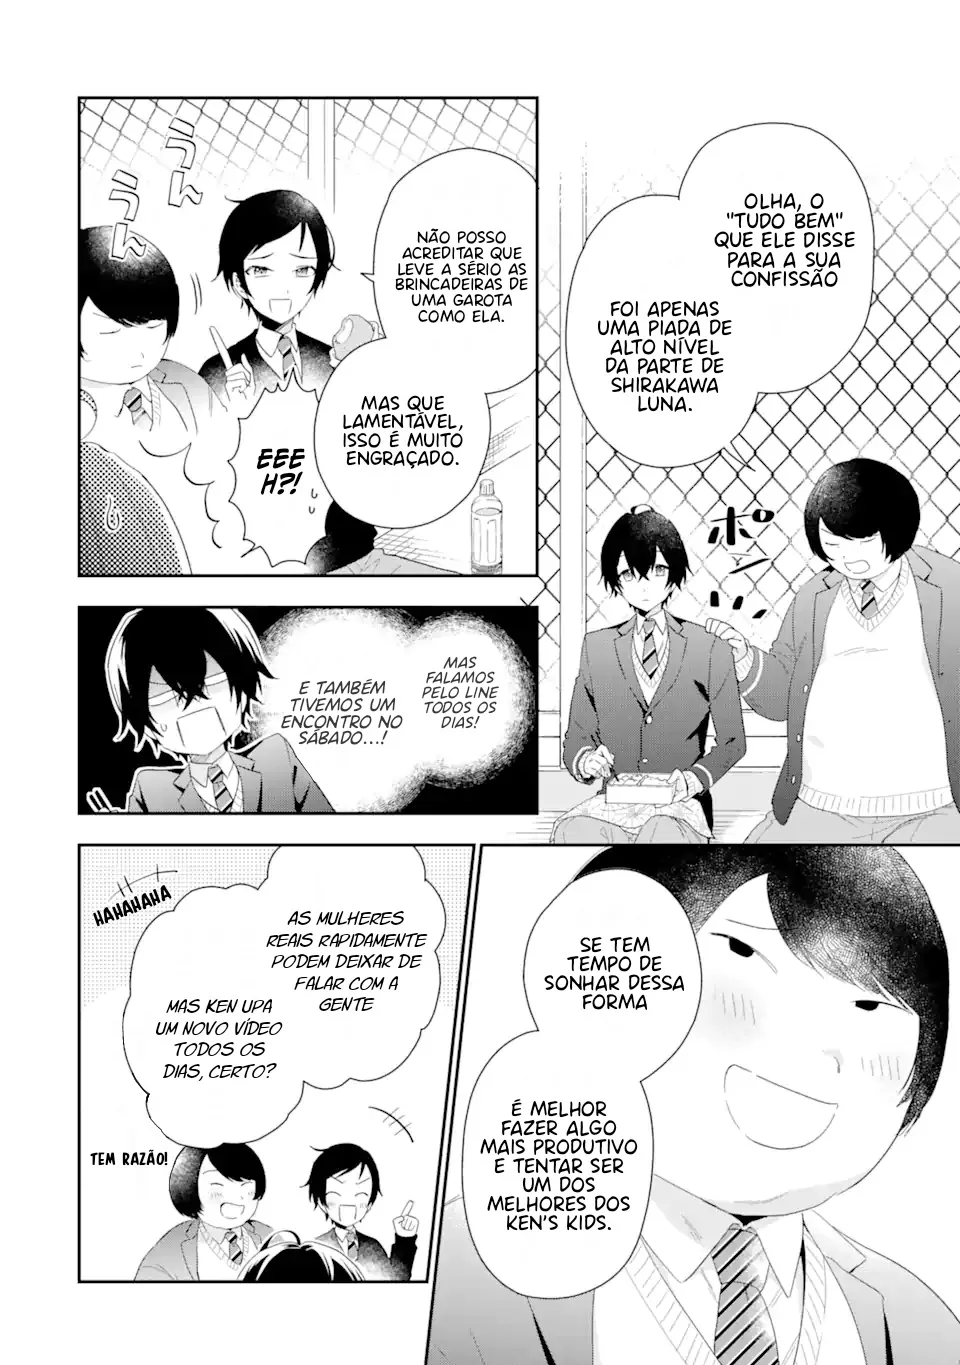 OLHA, O
"TUDO BEM"
QUE ELE DISSE
PARA A SUA
CONFISSÃO
FOI APENAS
UMA PIADA DE
ALTO NÍVEL
DA PARTE DE
SHIRAKAWA
LUNA.
ポン
NÃO POSSO
ACREDITAR QUE
LEVE A SÉRIO AS
BRINCADEIRAS DE
UMA GAROTA
COMO ELA.
MAS QUE
LAMENTÁVEL,
ISSO É MUITO
ENGRAÇADO.
うん
うん
EEE
H?!
MAS
FALAMOS
PELO LINE
TODOS OS
DIAS!
E TAMBÉM
TIVEMOS UM
ENCONTRO NO
SÁBADO...!
SE TEM
TEMPO DE
SONHAR DESSA
FORMA
É MELHOR
FAZER ALGO
MAIS PRODUTIVO
E TENTAR SER
UM DOS
MELHORES DOS
KEN'S KIDS.
HAHAHAHA
AS MULHERES
REAIS RAPIDAMENTE
PODEM DEIXAR DE
FALAR COM A
GENTE
MAS KEN UPA
UM NOVO VÍDEO
TODOS OS
DIAS, CERTO?
TEM RAZÃO!